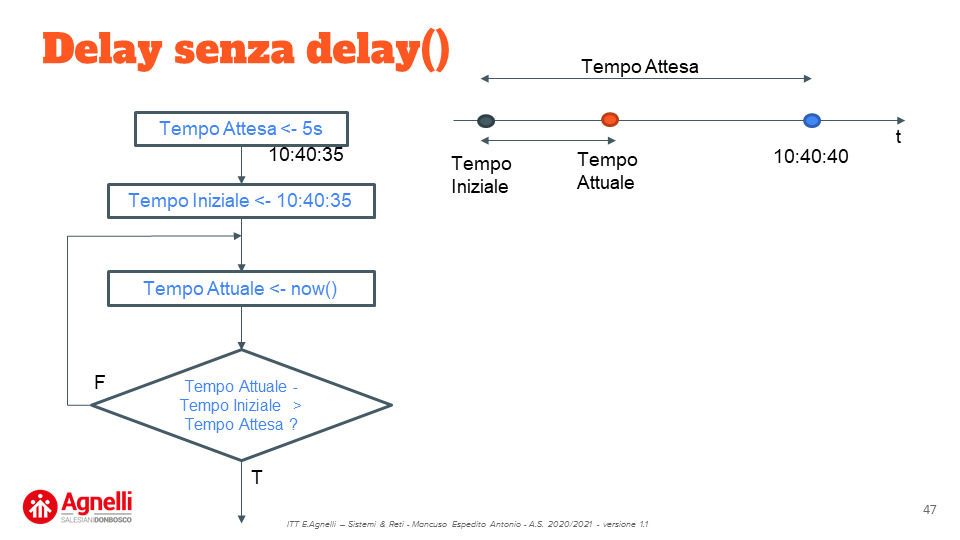 Delay senza delay()
Tempo Attesa
Tempo Attesa <- 5s
10:40:35
t
Tempo
Iniziale
Tempo
Attuale
10:40:40
Tempo Iniziale <- 10:40:35
Tempo Attuale <- now()
F
Tempo Attuale -
Tempo Iniziale >
Tempo Attesa ?
T
Agnelli
SALESIANI DONBOSCO
ITT E.Agnelli – Sistemi & Reti - Mancuso Espedito Antonio - A.S. 2020/2021 - versione 1.1
47